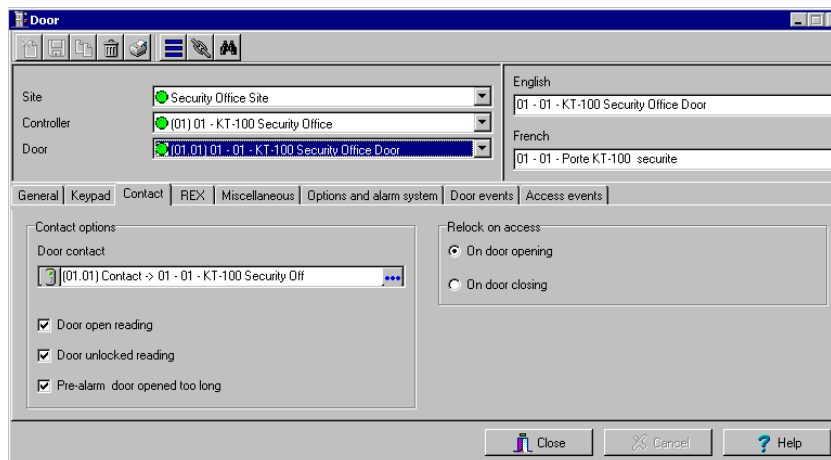 Door
English
Site
Security Office Site
01 - 01 - KT-100 Security Office Door
Controller
(01) 01 - KT-100 Security Office
French
Door
(01.01) 01 - 01 - KT-100 Security Office Door
01 - 01 - Porte KT-100 securite
General
Keypad
Contact
REX
Miscellaneous
Options and alarm system
Door events
Access events
Contact options
Door contact
(01.01) Contact -> 01 - 01 - KT-100 Security Off
Door open reading
Door unlocked reading
Pre-alarm door opened too long
Relock on access
On door opening
On door closing
Close
Cancel
Help